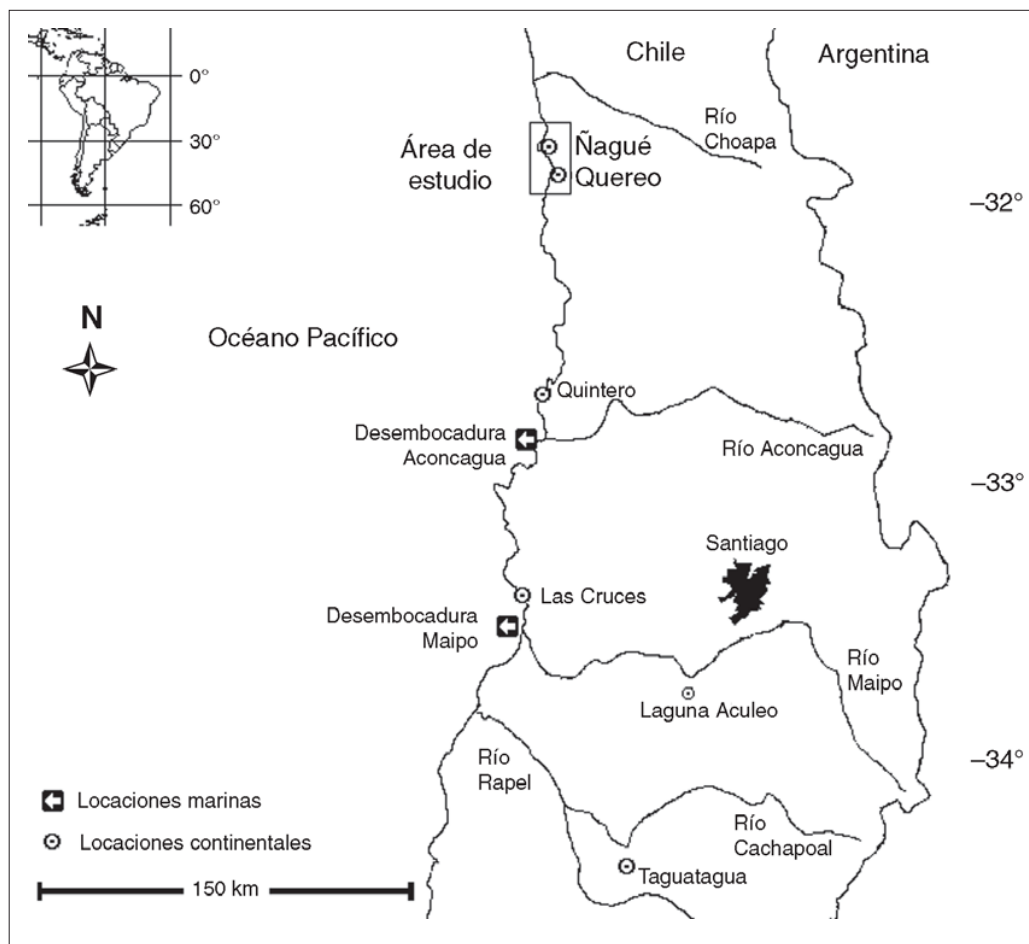 Chile
Argentina
0°
30°
60°
Río
Choapa
Área de
estudio
Ñagué
Quereo
–32°
N
Océano Pacífico
Quintero
Desembocadura
Aconcagua
Río Aconcagua
–33°
Santiago
Las Cruces
Desembocadura
Maipo
Río
Maipo
Laguna Aculeo
Río
Rapel
–34°
Locaciones marinas
Locaciones continentales
Río
Cachapoal
Taguatagua
150 km